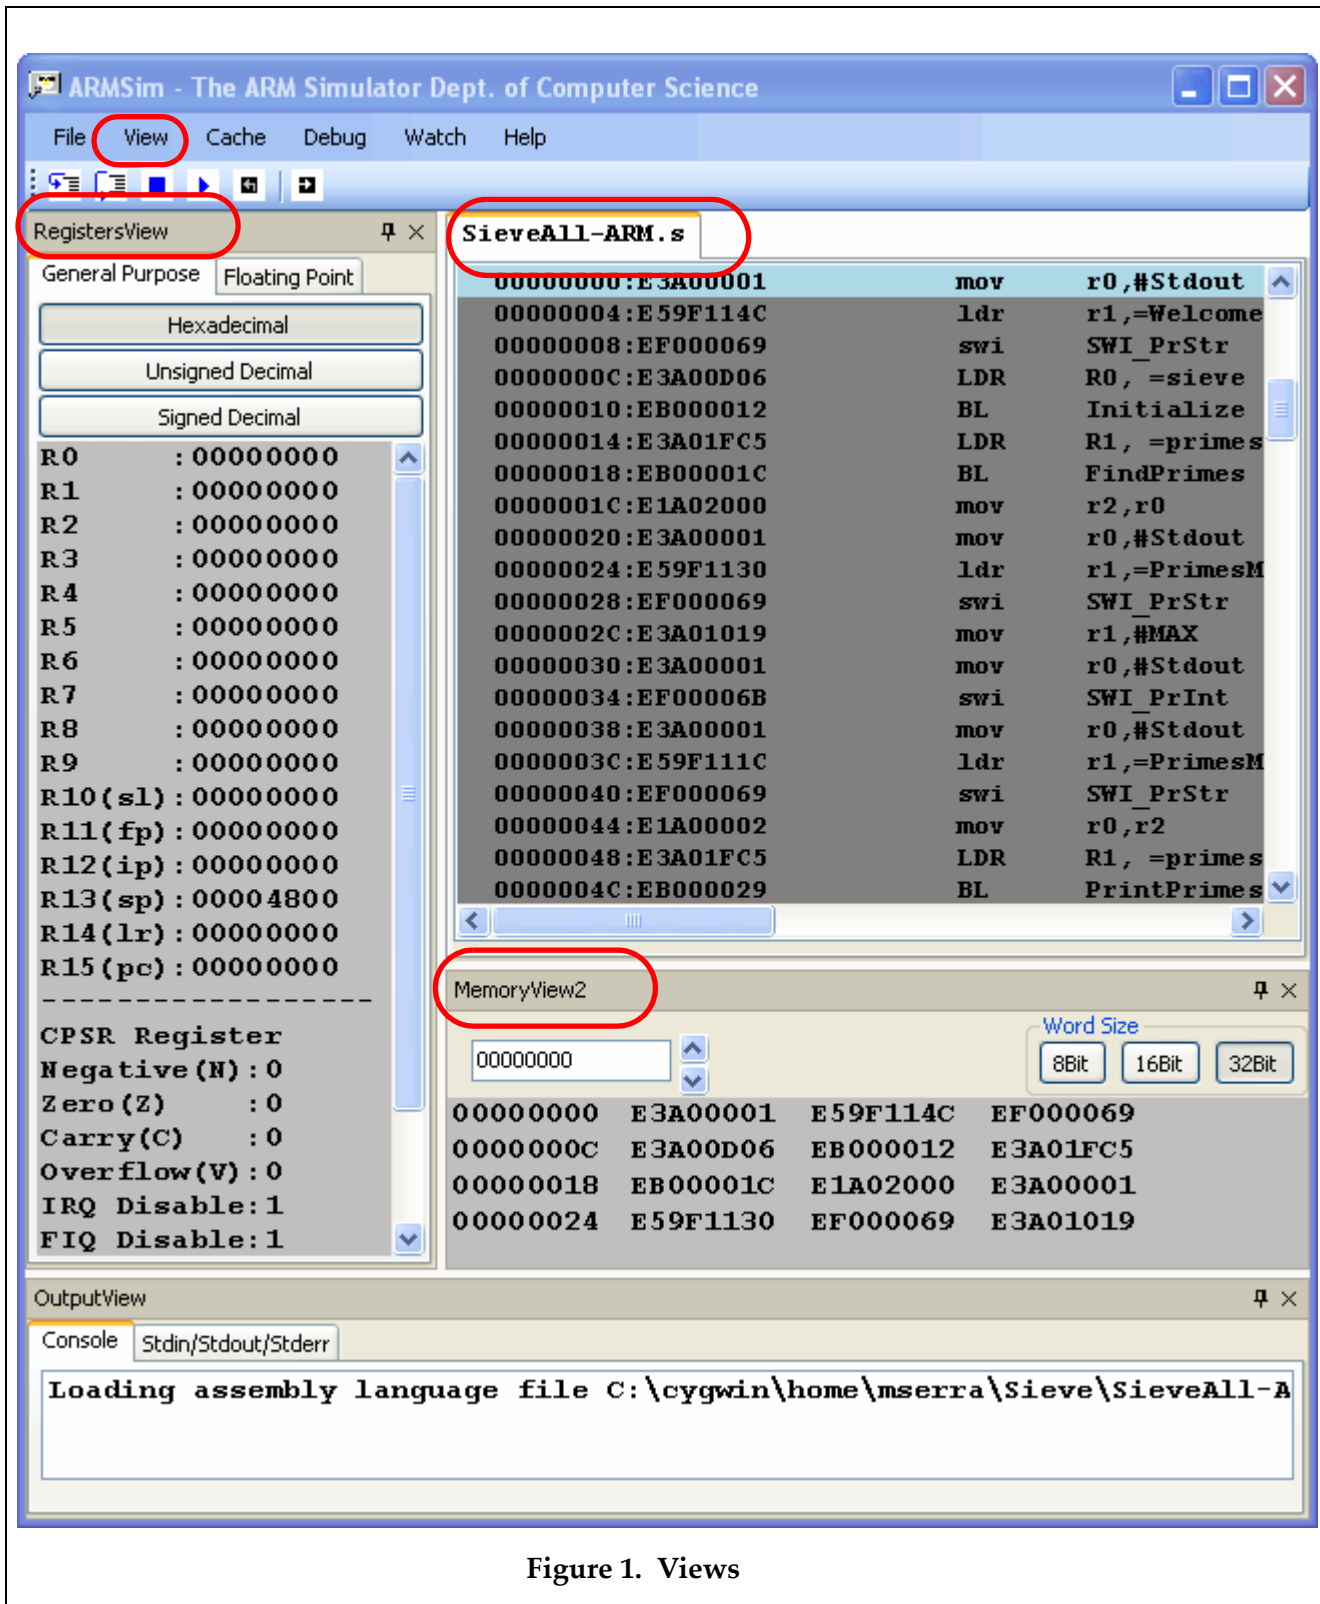 ARMSim - The ARM Simulator Dept. of Computer Science
File View Cache Debug Watch Help
RegistersView
General Purpose Floating Point
Hexadecimal
Unsigned Decimal
Signed Decimal
R0 :00000000
R1 :00000000
R2 :00000000
R3 :00000000
R4 :00000000
R5 :00000000
R6 :00000000
R7 :00000000
R8 :00000000
R9 :00000000
R10(sl):00000000
R11(fp):00000000
R12(ip):00000000
R13(sp):00004800
R14(lr):00000000
R15(pc):00000000
------------------
CPSR Register
Negative(N):0
Zero(Z) :0
Carry(C) :0
Overflow(V):0
IRQ Disable:1
FIQ Disable:1
SieveAll-ARM.s
00000000:E3A00001 mov r0,#Stdout
00000004:E59F114C ldr r1,=Welcome
00000008:EF000069 swi SWI_PrStr
0000000C:E3A00D06 LDR R0, =sieve
00000010:EB000012 BL Initialize
00000014:E3A01FC5 LDR R1, =primes
00000018:EB00001C BL FindPrimes
0000001C:E1A02000 mov r2,r0
00000020:E3A00001 mov r0,#Stdout
00000024:E59F1130 ldr r1,=PrimesM
00000028:EF000069 swi SWI_PrStr
0000002C:E3A01019 mov r1,#MAX
00000030:E3A00001 mov r0,#Stdout
00000034:EF00006B swi SWI_PrInt
00000038:E3A00001 mov r0,#Stdout
0000003C:E59F111C ldr r1,=PrimesM
00000040:EF000069 swi SWI_PrStr
00000044:E1A00002 mov r0,r2
00000048:E3A01FC5 LDR R1, =primes
0000004C:EB000029 BL PrintPrimes
MemoryView2
00000000
Word Size
8Bit 16Bit 32Bit
00000000 E3A00001 E59F114C EF000069
0000000C E3A00D06 EB000012 E3A01FC5
00000018 EB00001C E1A02000 E3A00001
00000024 E59F1130 EF000069 E3A01019
OutputView
Console Stdin/Stdout/Stderr
Loading assembly language file C:\cygwin\home\mserra\Sieve\SieveAll-A
Figure 1. Views